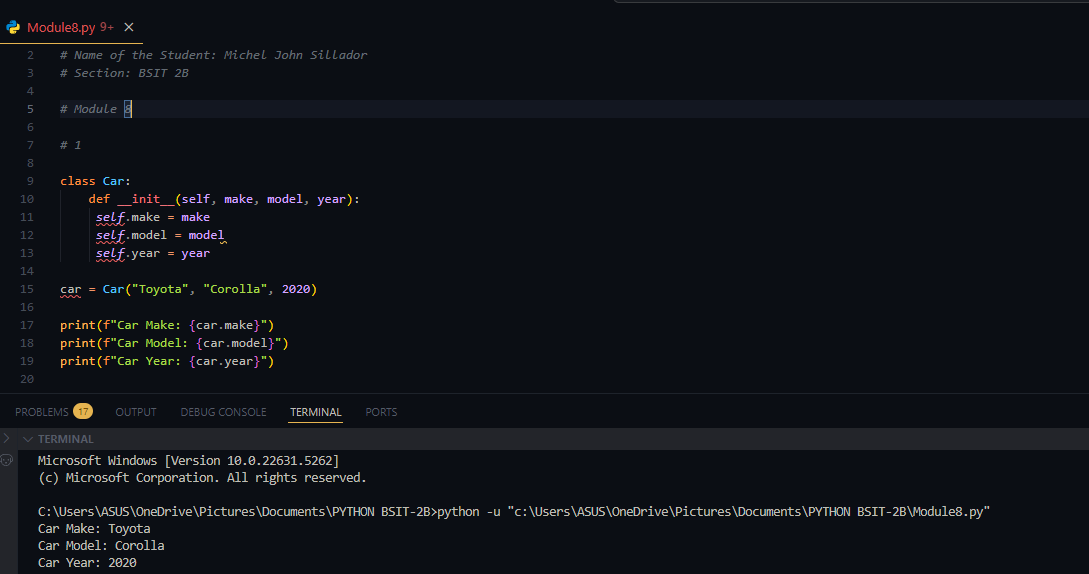 Module8.py 9+
2 # Name of the Student: Michel John Sillador
3 # Section: BSIT 2B
4
5 # Module 8
6
7 # 1
8
9 class Car:
10     def __init__(self, make, model, year):
11      self.make = make
12      self.model = model
13      self.year = year
14
15 car = Car("Toyota", "Corolla", 2020)
16
17 print(f"Car Make: {car.make}")
18 print(f"Car Model: {car.model}")
19 print(f"Car Year: {car.year}")
20
PROBLEMS 17 OUTPUT DEBUG CONSOLE TERMINAL PORTS
TERMINAL
Microsoft Windows [Version 10.0.22631.5262]
(c) Microsoft Corporation. All rights reserved.
C:\Users\ASUS\OneDrive\Pictures\Documents\PYTHON BSIT-2B>python -u "c:\Users\ASUS\OneDrive\Pictures\Documents\PYTHON BSIT-2B\Module8.py"
Car Make: Toyota
Car Model: Corolla
Car Year: 2020